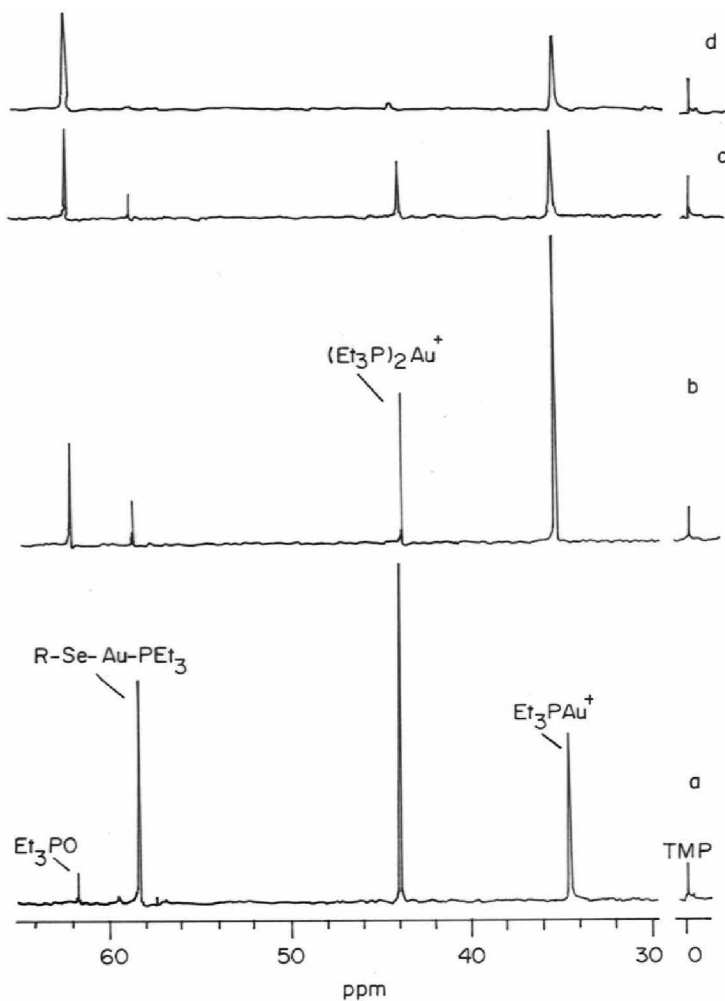 d
c
(Et₃P)₂Au⁺
b
R-Se-Au-PEt₃
Et₃PAu⁺
a
Et₃PO
TMP
60 50 40 30 0
ppm